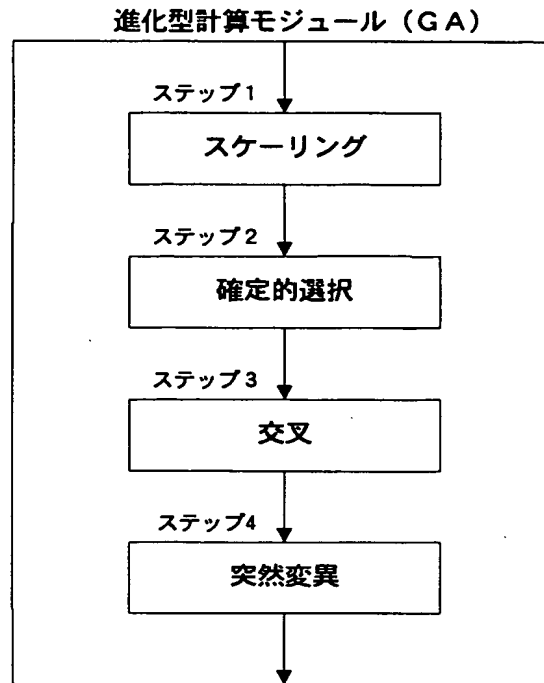 進化型計算モジュール（ＧＡ）
ステップ１
スケーリング
ステップ２
確定的選択
ステップ３
交叉
ステップ4
突然変異